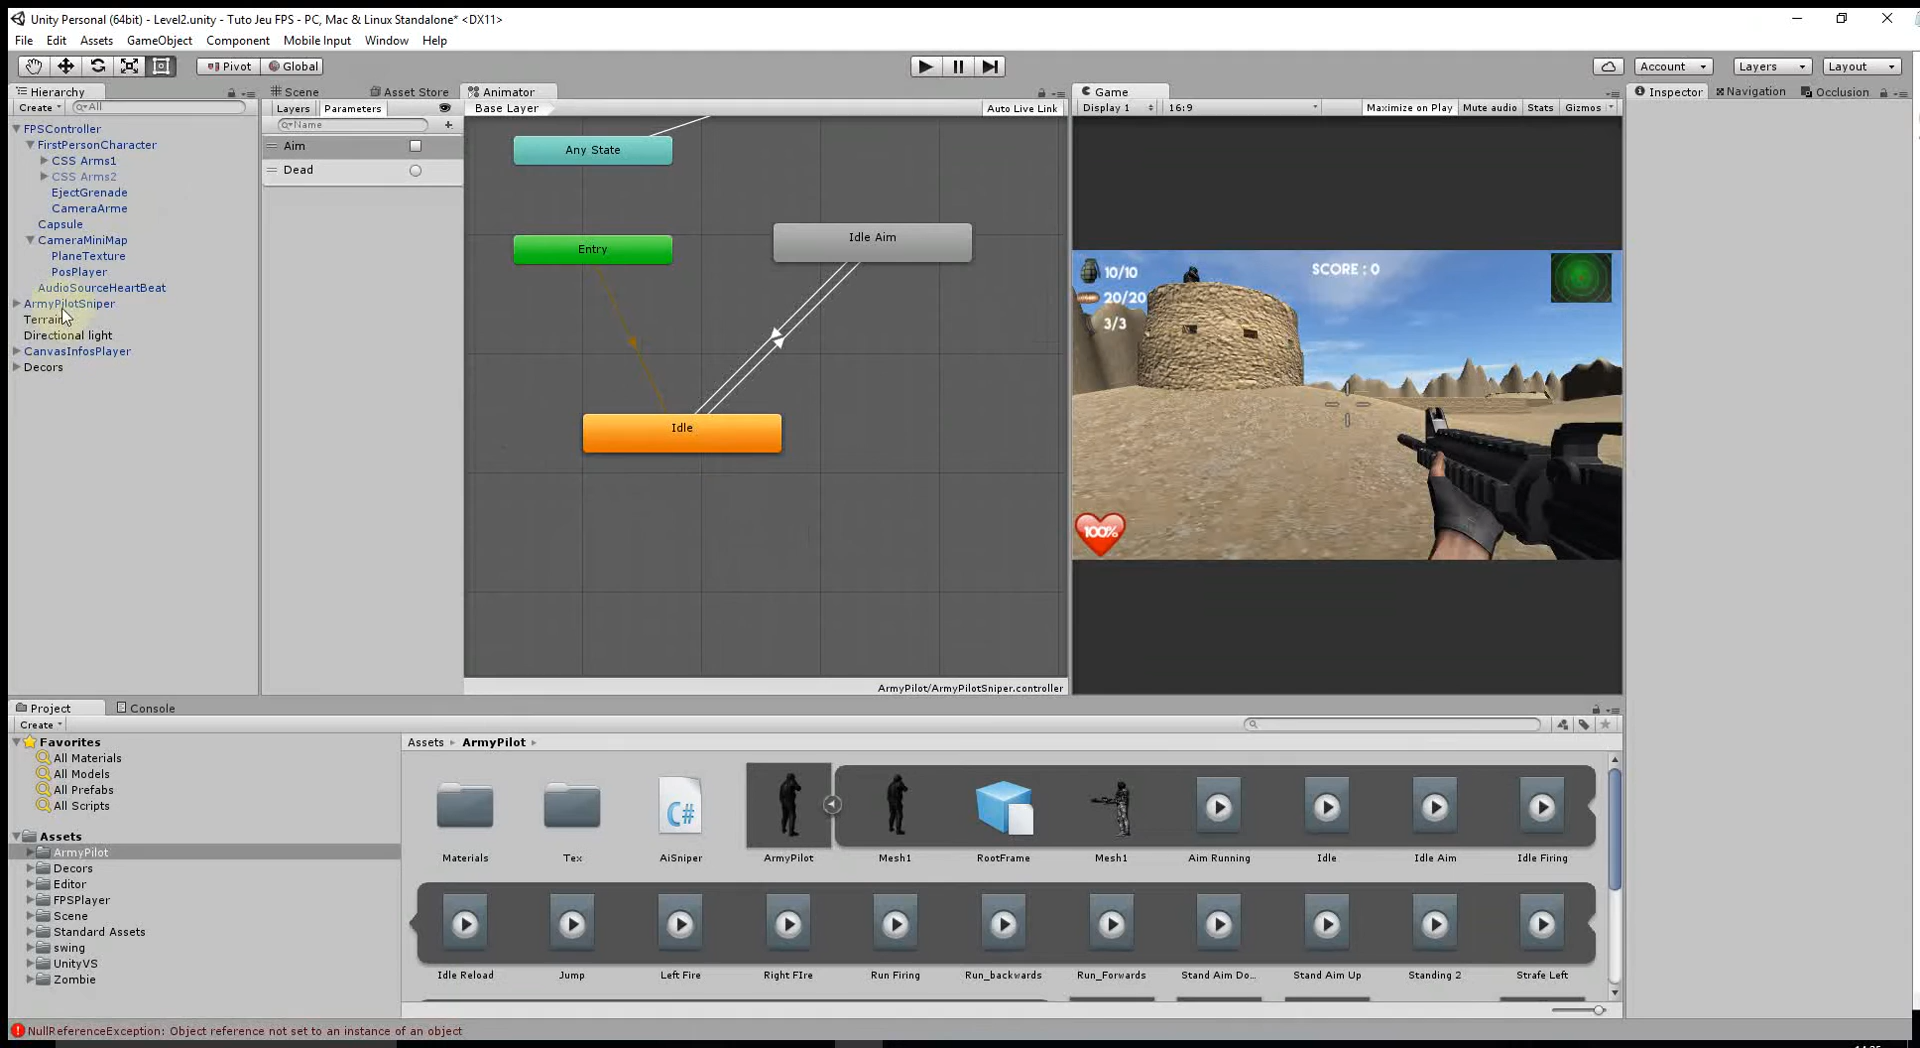 Unity Personal (64bit) - Level2.unity - Tuto Jeu FPS - PC, Mac & Linux Standalone* <DX11>
File Edit Assets GameObject Component Mobile Input Window Help
Pivot Global Account Layers Layout
Hierarchy
Create All
FPSController
FirstPersonCharacter
CSS Arms1
CSS Arms2
EjectGrenade
CameraArme
Capsule
CameraMiniMap
PlaneTexture
PosPlayer
AudioSourceHeartBeat
ArmyPilotSniper
Terrain
Directional light
CanvasInfosPlayer
Decors
Scene Asset Store Animator
Layers Parameters
Base Layer
Auto Live Link
Name
Aim
Dead
Any State
Entry
Idle Aim
Idle
ArmyPilot/ArmyPilotSniper.controller
Game
Display 1 16:9 Maximize on Play Mute audio Stats Gizmos
10/10
20/20
3/3
SCORE : 0
100%
Inspector Navigation Occlusion
Project Console
Create
Favorites
All Materials
All Models
All Prefabs
All Scripts
Assets
ArmyPilot
Decors
Editor
FPSPlayer
Scene
Standard Assets
swing
UnityVS
Zombie
Assets ArmyPilot
C#
Materials Tex AiSniper ArmyPilot Mesh1 RootFrame Mesh1 Aim Running Idle Idle Aim Idle Firing
Idle Reload Jump Left Fire Right FIre Run Firing Run_backwards Run_Forwards Stand Aim Do... Stand Aim Up Standing 2 Strafe Left
NullReferenceException: Object reference not set to an instance of an object